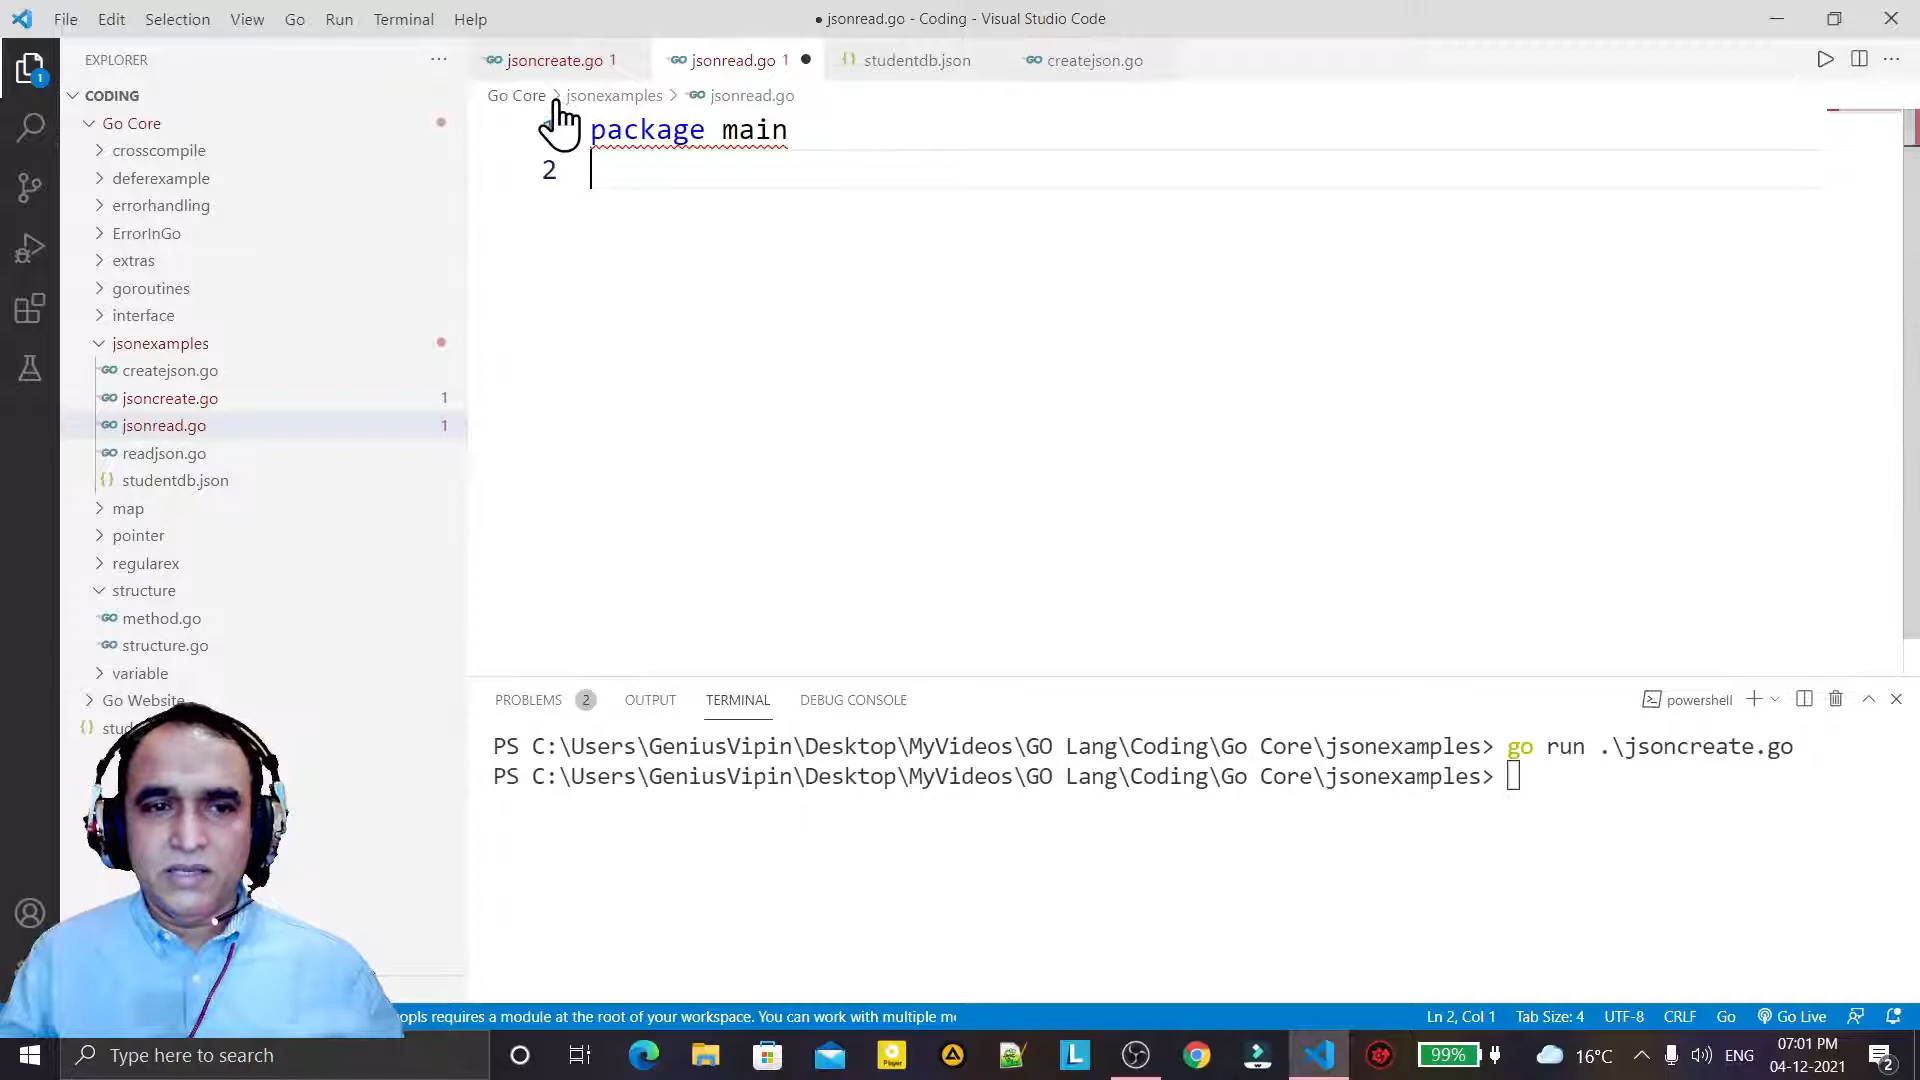 File Edit Selection View Go Run Terminal Help
● jsonread.go - Coding - Visual Studio Code
EXPLORER
jsoncreate.go 1
jsonread.go 1
studentdb.json
createjson.go
CODING
Go Core > jsonexamples > jsonread.go
Go Core
crosscompile
deferexample
errorhandling
ErrorInGo
extras
goroutines
interface
jsonexamples
createjson.go
jsoncreate.go 1
jsonread.go 1
readjson.go
studentdb.json
map
pointer
regularex
structure
method.go
structure.go
variable
Go Website
package main
2
PROBLEMS 2 OUTPUT TERMINAL DEBUG CONSOLE
powershell
PS C:\Users\GeniusVipin\Desktop\MyVideos\GO Lang\Coding\Go Core\jsonexamples> go run .\jsoncreate.go
PS C:\Users\GeniusVipin\Desktop\MyVideos\GO Lang\Coding\Go Core\jsonexamples>
requires a module at the root of your workspace. You can work with multiple
Ln 2, Col 1 Tab Size: 4 UTF-8 CRLF Go Go Live
Type here to search
99%
16°C
ENG
07:01 PM
04-12-2021
2